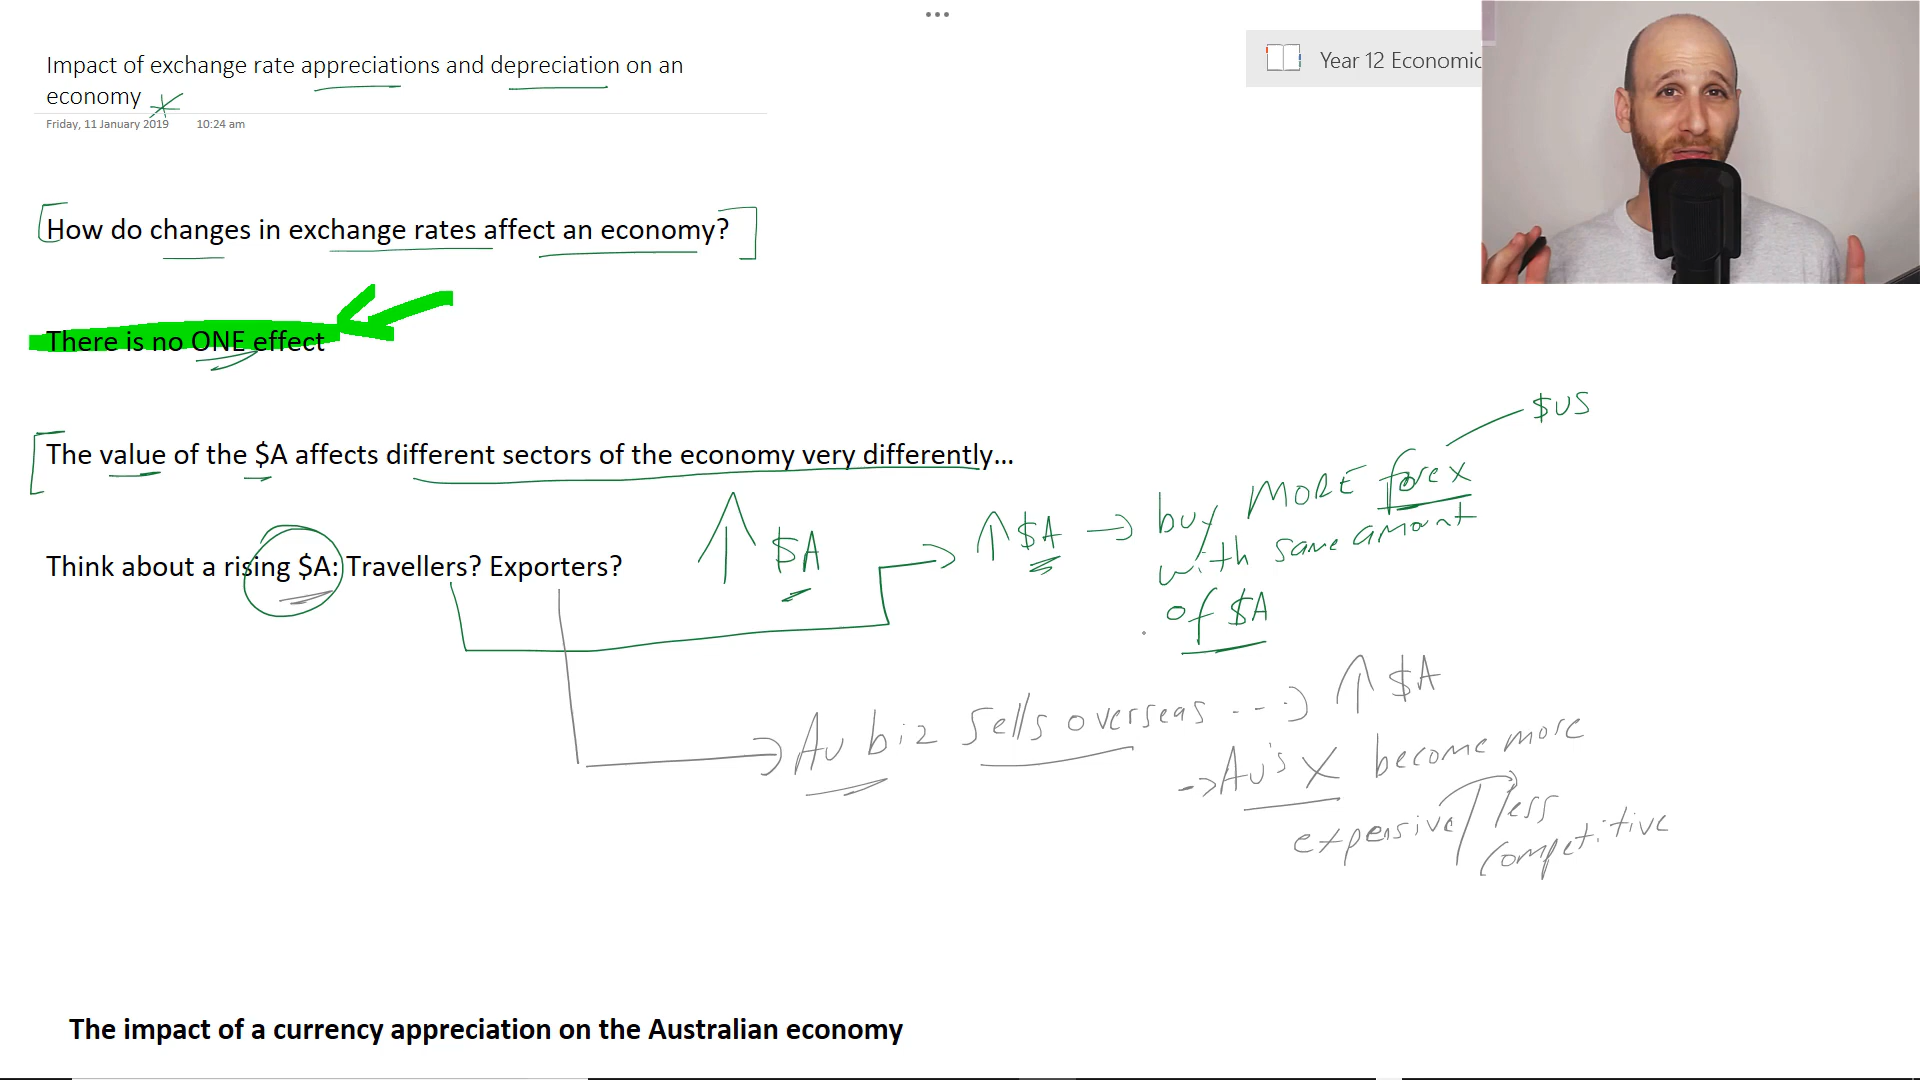 •••
Impact of exchange rate appreciations and depreciation on an
economy
Friday, 11 January 2019 10:24 am
Year 12 Economic
How do changes in exchange rates affect an economy?
There is no ONE effect
The value of the $A affects different sectors of the economy very differently...
Think about a rising $A: Travellers? Exporters?
$A
↑ $A → buy MORE forex
$US
with same amount
of $A
Au biz sells overseas ---> ↑ $A
-> Au's X become more
expensive / less
competitive
The impact of a currency appreciation on the Australian economy